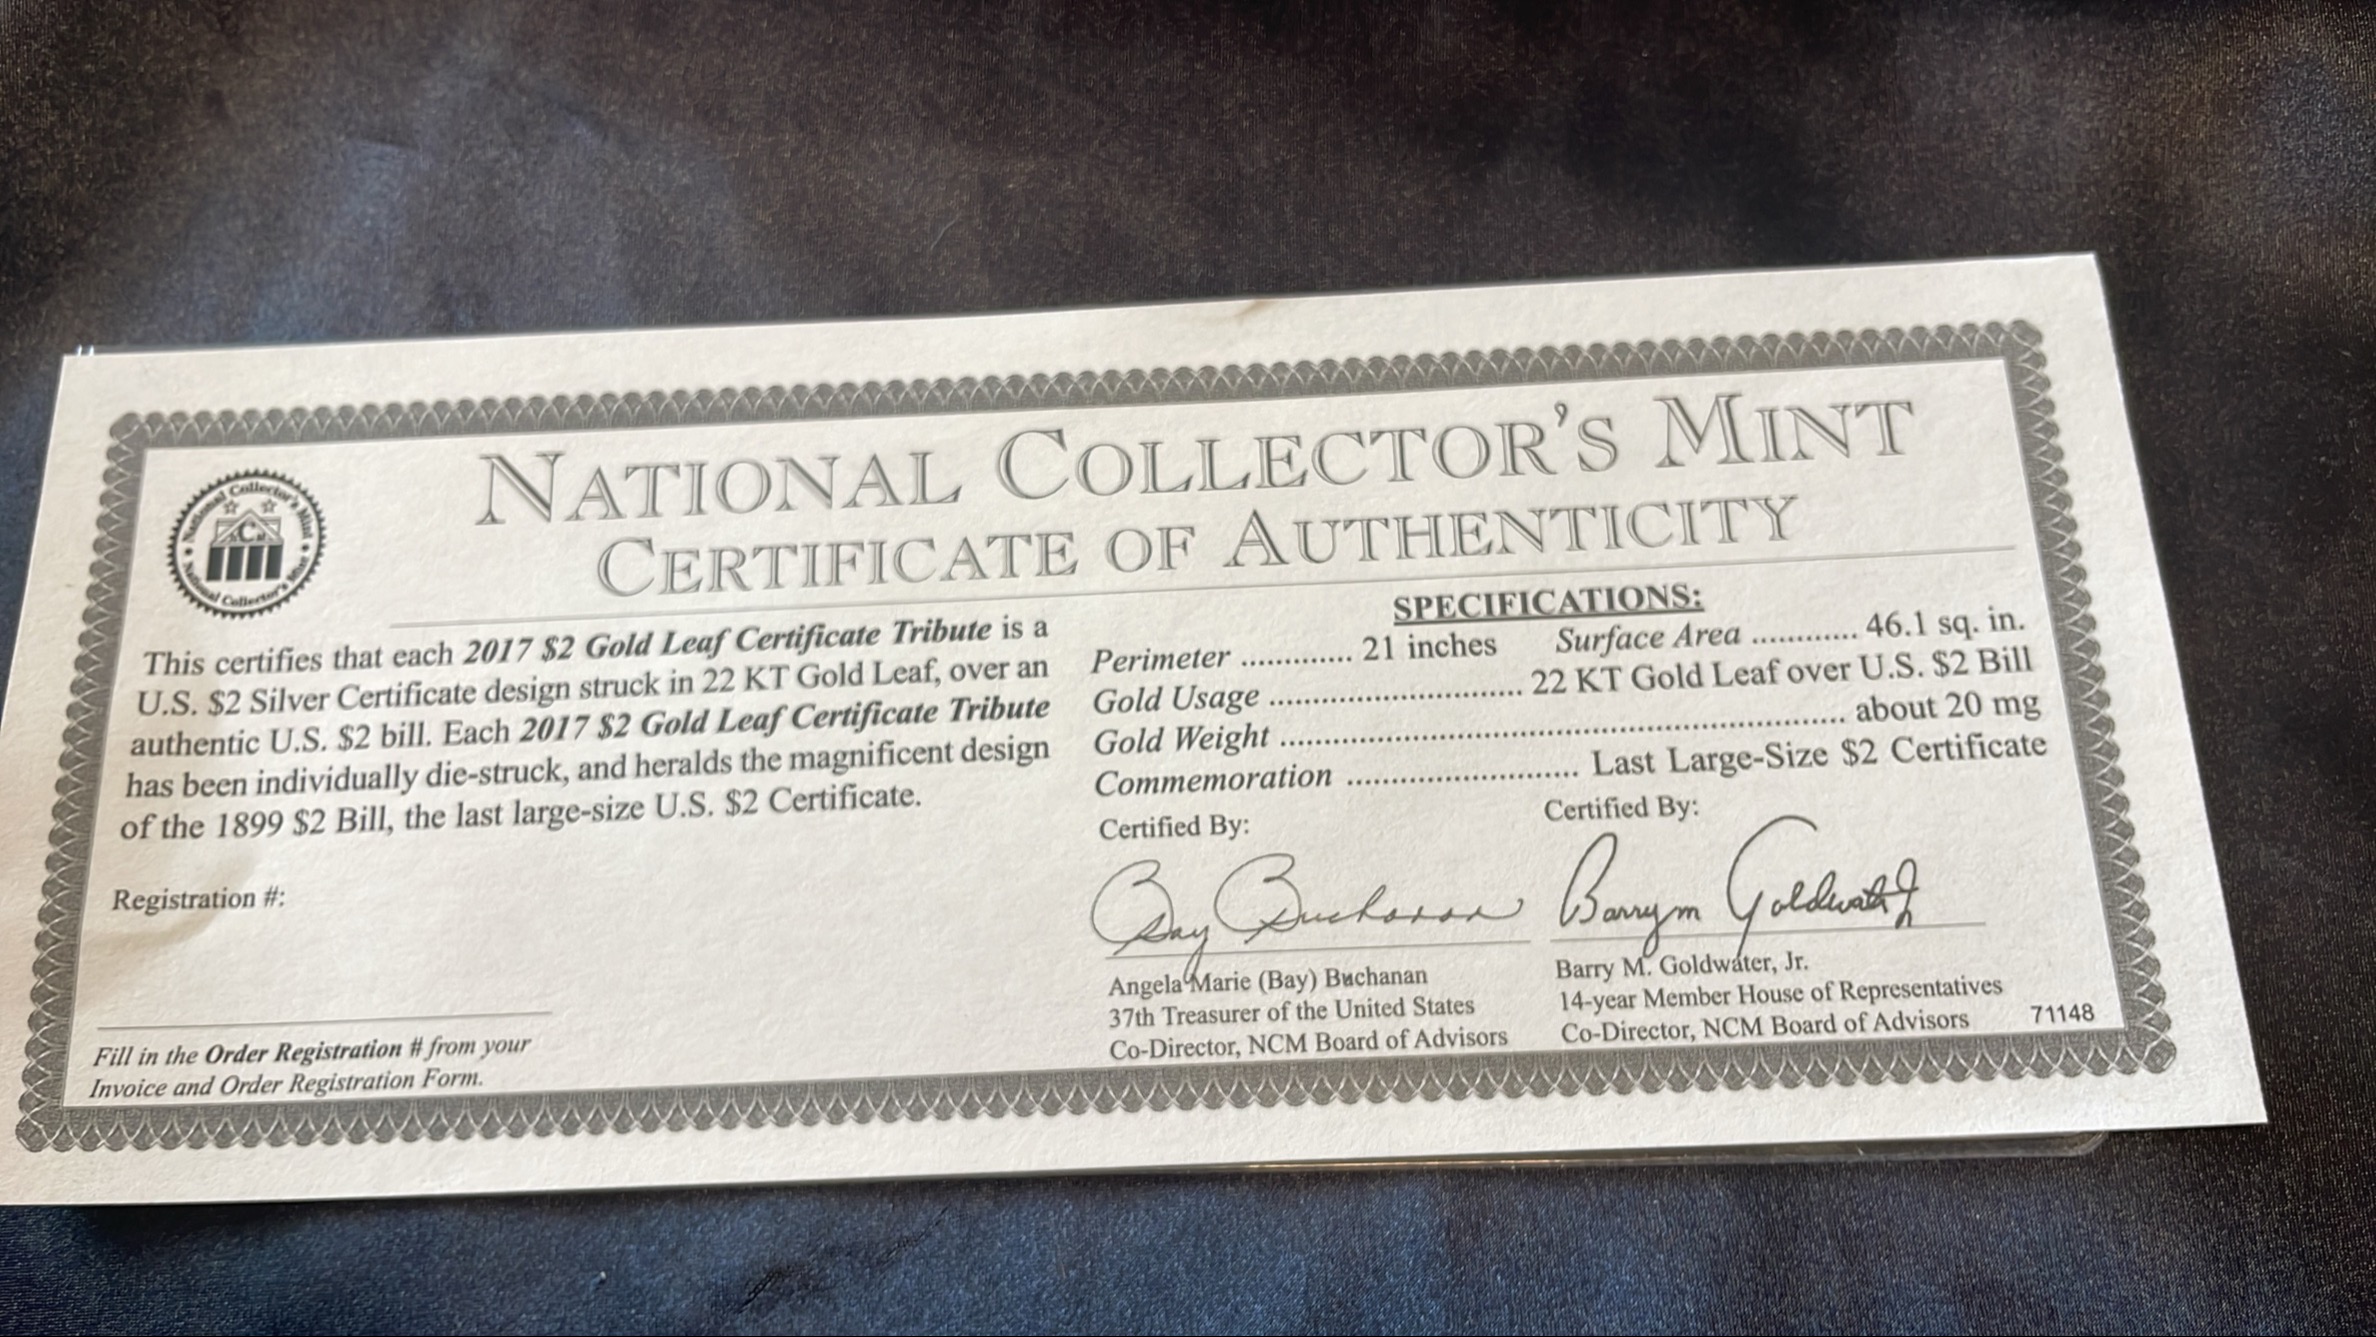 NATIONAL COLLECTOR'S MINT
CERTIFICATE OF AUTHENTICITY
National Collector's Mint
National Collector's Mint
This certifies that each 2017 $2 Gold Leaf Certificate Tribute is a
U.S. $2 Silver Certificate design struck in 22 KT Gold Leaf, over an
authentic U.S. $2 bill. Each 2017 $2 Gold Leaf Certificate Tribute
has been individually die-struck, and heralds the magnificent design
of the 1899 $2 Bill, the last large-size U.S. $2 Certificate.
Registration #:
Fill in the Order Registration # from your
Invoice and Order Registration Form.
SPECIFICATIONS:
Perimeter ............. 21 inches Surface Area ............ 46.1 sq. in.
Gold Usage .............................. 22 KT Gold Leaf over U.S. $2 Bill
Gold Weight .................................................................. about 20 mg
Commemoration ........................... Last Large-Size $2 Certificate
Certified By:
Bay Buchanan
Angela Marie (Bay) Buchanan
37th Treasurer of the United States
Co-Director, NCM Board of Advisors
Certified By:
Barry M Goldwater Jr
Barry M. Goldwater, Jr.
14-year Member House of Representatives
Co-Director, NCM Board of Advisors
71148